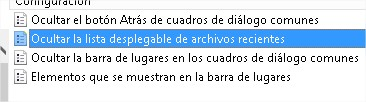 Configuración
Ocultar el botón Atrás de cuadros de diálogo comunes
Ocultar la lista desplegable de archivos recientes
Ocultar la barra de lugares en los cuadros de diálogo comunes
Elementos que se muestran en la barra de lugares